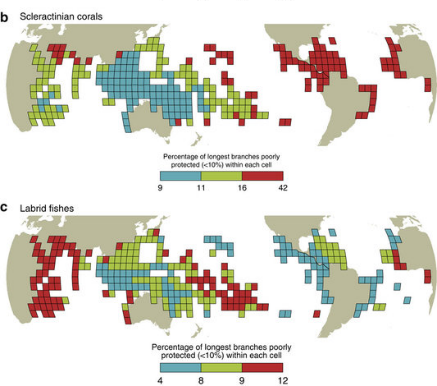 b Scleractinian corals
Percentage of longest branches poorly
protected (<10%) within each cell
9 11 16 42
c Labrid fishes
Percentage of longest branches poorly
protected (<10%) within each cell
4 8 9 12